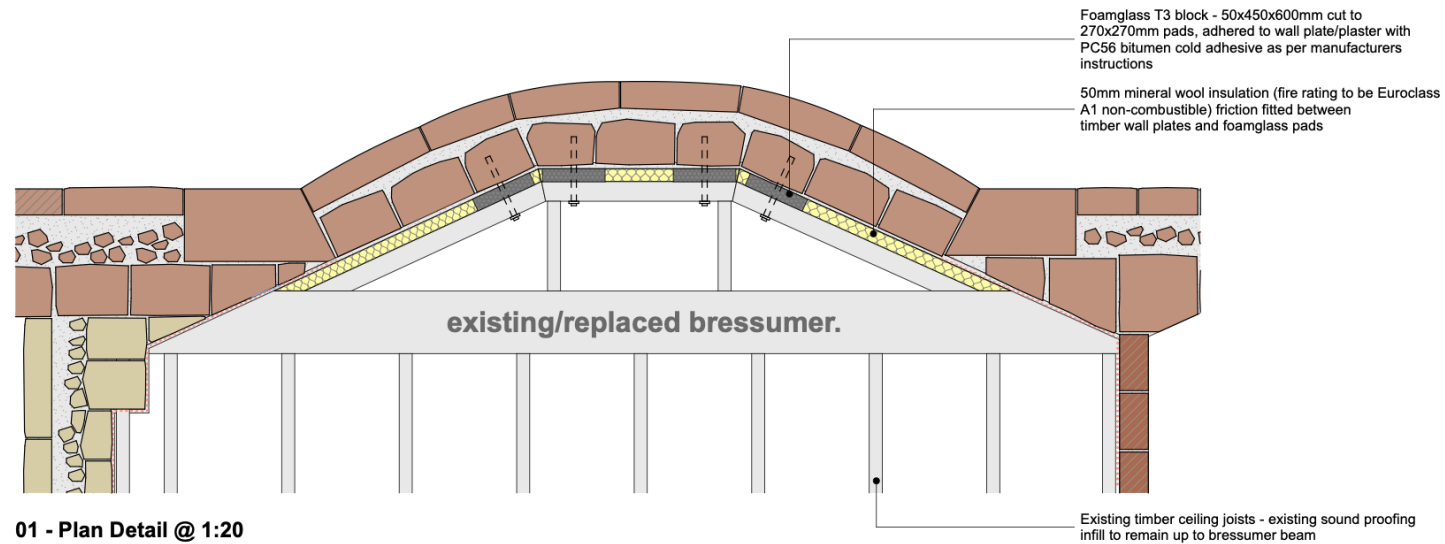 Foamglass T3 block - 50x450x600mm cut to
270x270mm pads, adhered to wall plate/plaster with
PC56 bitumen cold adhesive as per manufacturers
instructions
50mm mineral wool insulation (fire rating to be Euroclass
A1 non-combustible) friction fitted between
timber wall plates and foamglass pads
existing/replaced bressumer.
01 - Plan Detail @ 1:20
Existing timber ceiling joists - existing sound proofing
infill to remain up to bressumer beam